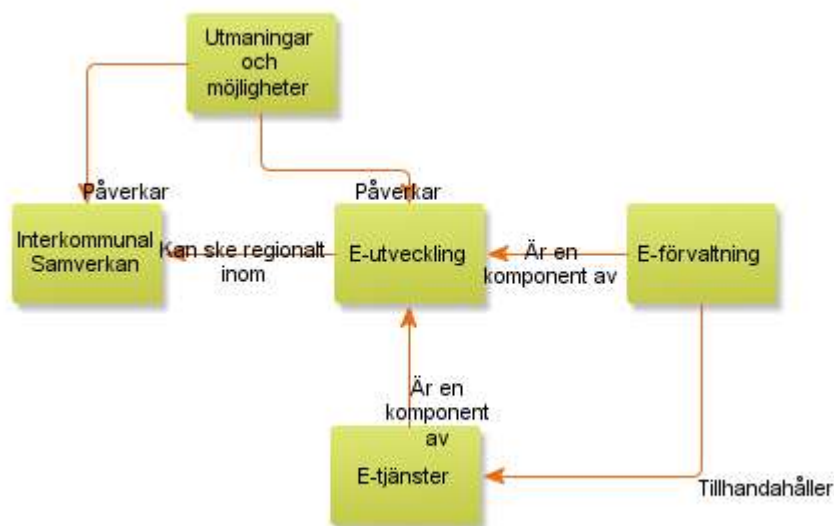 Utmaningar
och
möjligheter
Påverkar
Påverkar
Interkommunal
Samverkan
Kan ske regionalt
inom
E-utveckling
Är en
komponent av
E-förvaltning
Är en
komponent
av
E-tjänster
Tillhandahåller